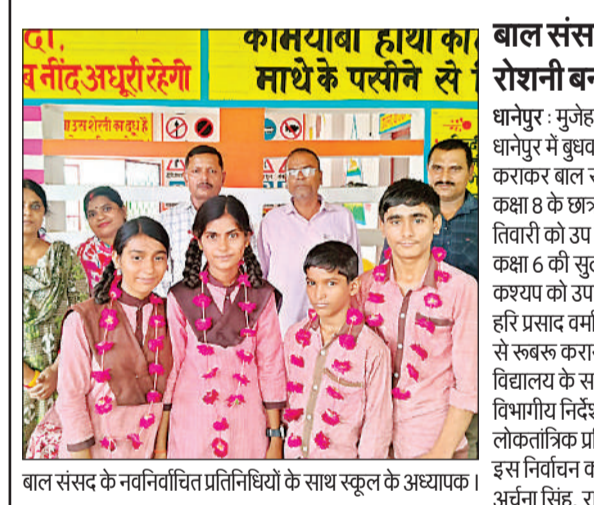 दी.
ब नींद अधूरी रहेगी
कामयाबी हाथों की
माथे के पसीने से
बाल संसद के नवनिर्वाचित प्रतिनिधियों के साथ स्कूल के अध्यापक।
बाल संस
रोशनी बन
धानेपुर : मुजेह
धानेपुर में बुधव
कराकर बाल स
कक्षा 8 के छात्र
तिवारी को उप
कक्षा 6 की सु
कश्यप को उप
हरि प्रसाद वर्मा
से रूबरू करा
विद्यालय के स
विभागीय निर्देश
लोकतांत्रिक प्र
इस निर्वाचन क
अर्चना सिंह, रा